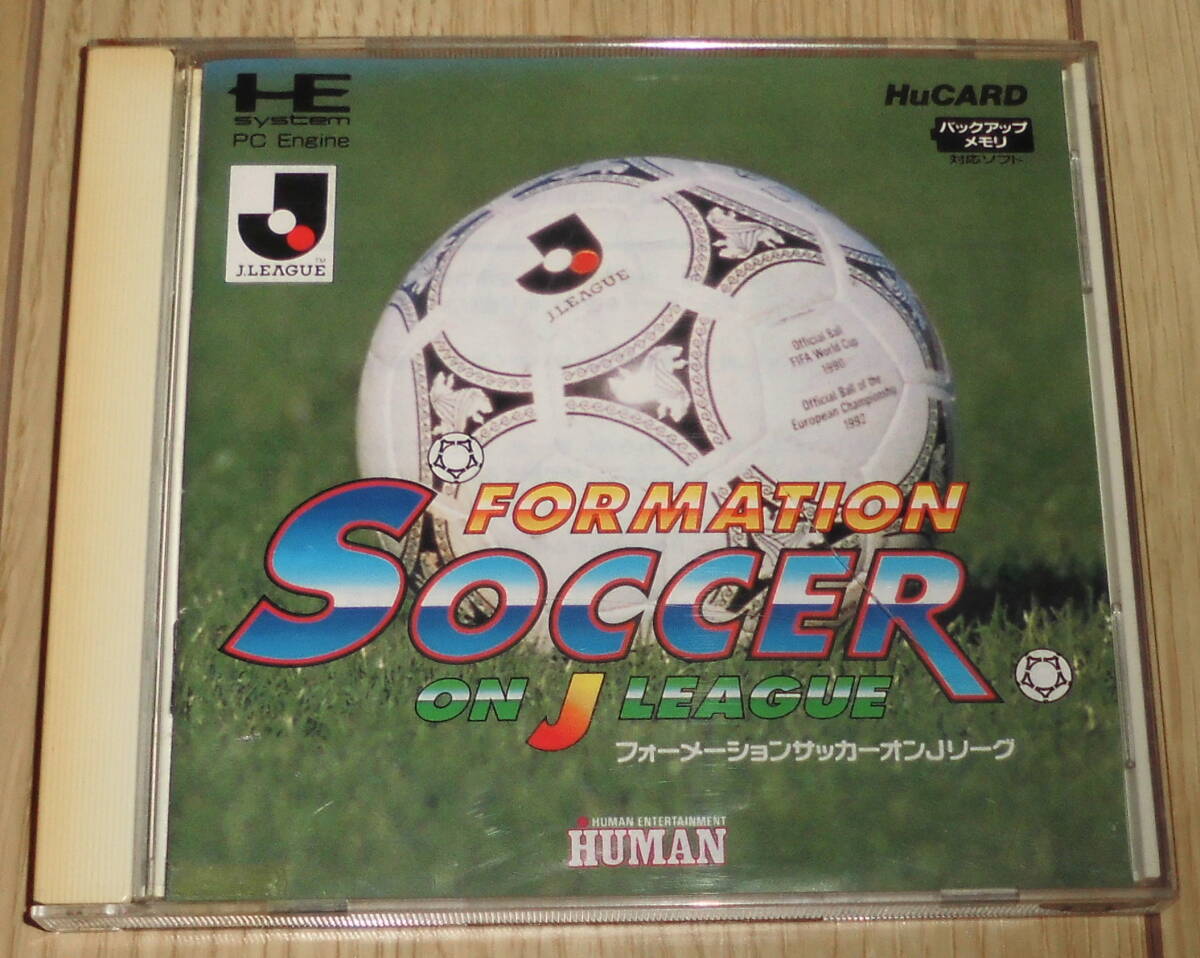 HE
system
PC Engine
HuCARD
バックアップ
メモリ
対応ソフト
J.LEAGUE™
J.LEAGUE
Official Ball
FIFA World Cup
1990
Official Ball of the
European Championship
1992
FORMATION
SOCCER
ON J LEAGUE
フォーメーションサッカーオンJリーグ
HUMAN ENTERTAINMENT
HUMAN